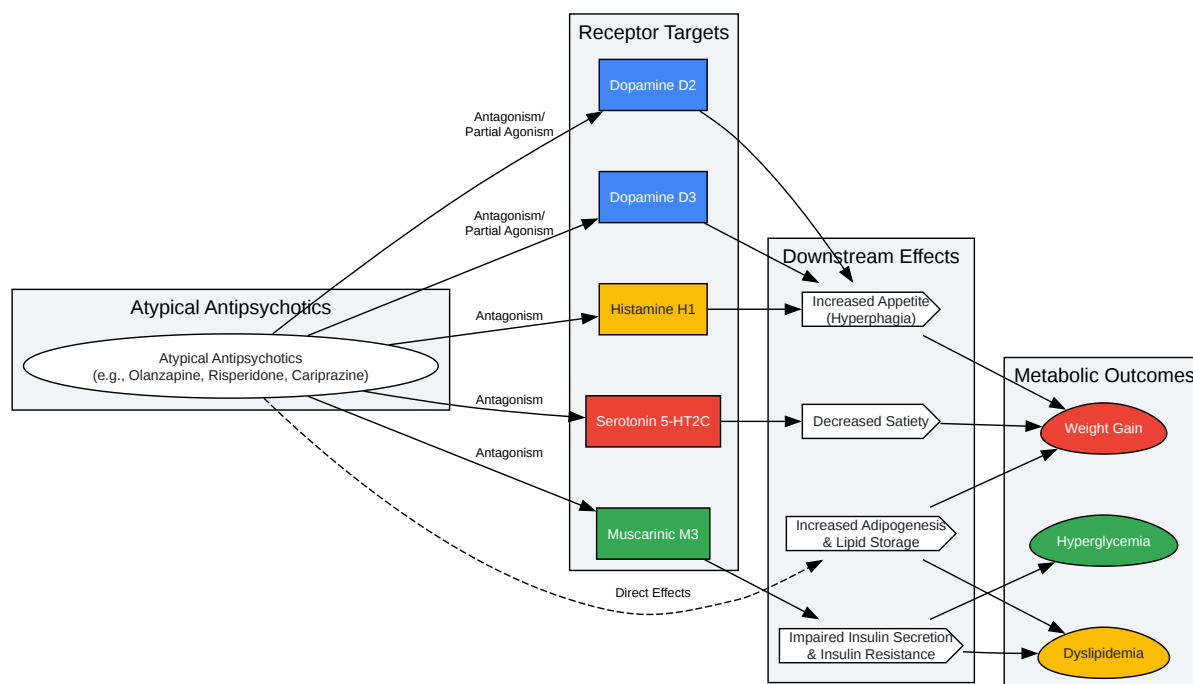 Receptor Targets
Dopamine D2
Antagonism/
Partial Agonism
Dopamine D3
Antagonism/
Partial Agonism
Downstream Effects
Atypical Antipsychotics
Increased Appetite
(Hyperphagia)
Histamine H1
Antagonism
Atypical Antipsychotics
(e.g., Olanzapine, Risperidone, Cariprazine)
Metabolic Outcomes
Antagonism
Serotonin 5-HT2C
Decreased Satiety
Weight Gain
Antagonism
Muscarinic M3
Increased Adipogenesis
& Lipid Storage
Hyperglycemia
Direct Effects
Impaired Insulin Secretion
& Insulin Resistance
Dyslipidemia